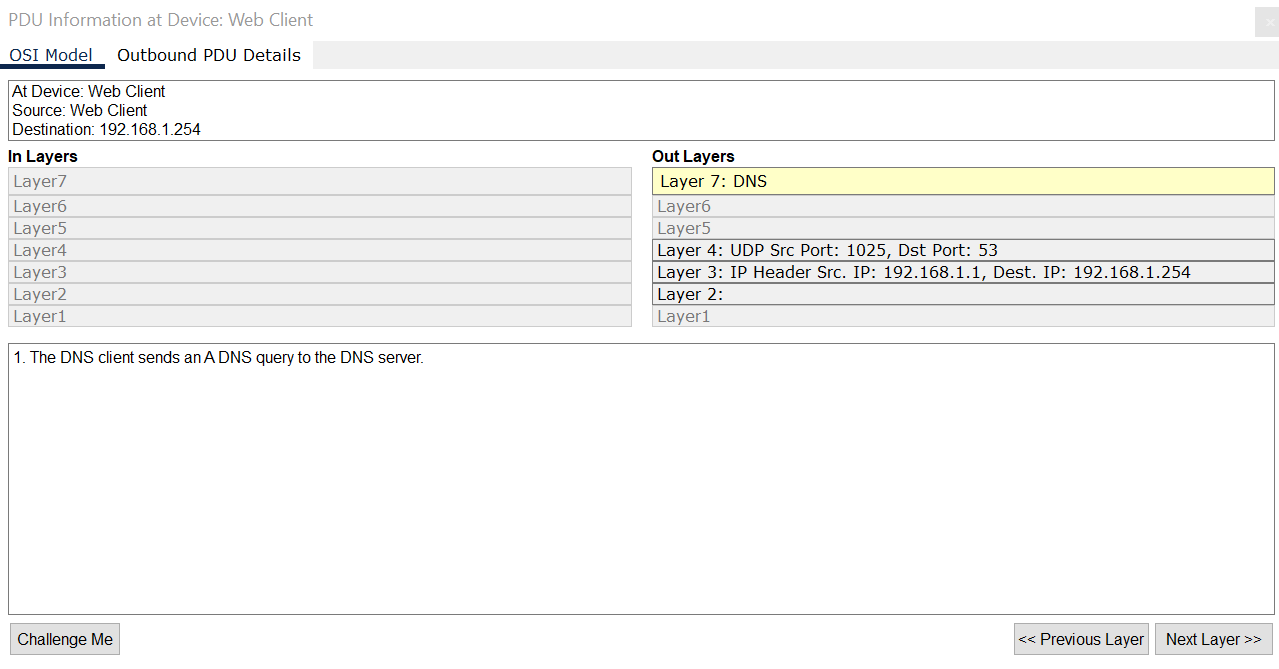 PDU Information at Device: Web Client
×
OSI Model Outbound PDU Details
At Device: Web Client
Source: Web Client
Destination: 192.168.1.254
In Layers
Layer7
Layer6
Layer5
Layer4
Layer3
Layer2
Layer1
Out Layers
Layer 7: DNS
Layer6
Layer5
Layer 4: UDP Src Port: 1025, Dst Port: 53
Layer 3: IP Header Src. IP: 192.168.1.1, Dest. IP: 192.168.1.254
Layer 2:
Layer1
1. The DNS client sends an A DNS query to the DNS server.
Challenge Me
<< Previous Layer
Next Layer >>